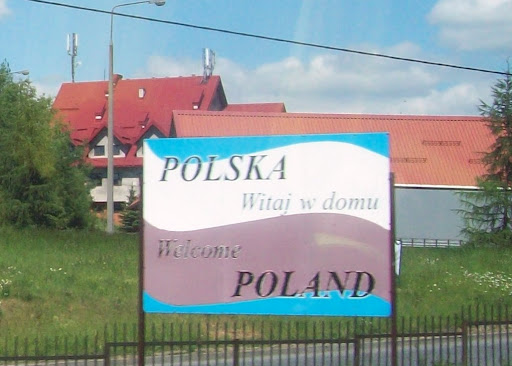 POLSKA
Witaj w domu
Welcome
POLAND